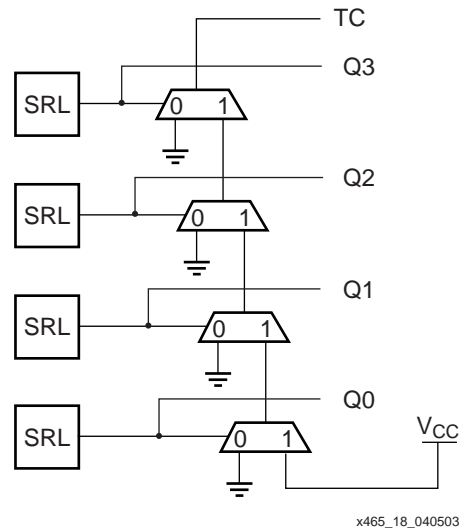 TC
Q3
SRL
0 1
Q2
SRL
0 1
Q1
SRL
0 1
Q0
SRL
0 1
VCC
x465_18_040503